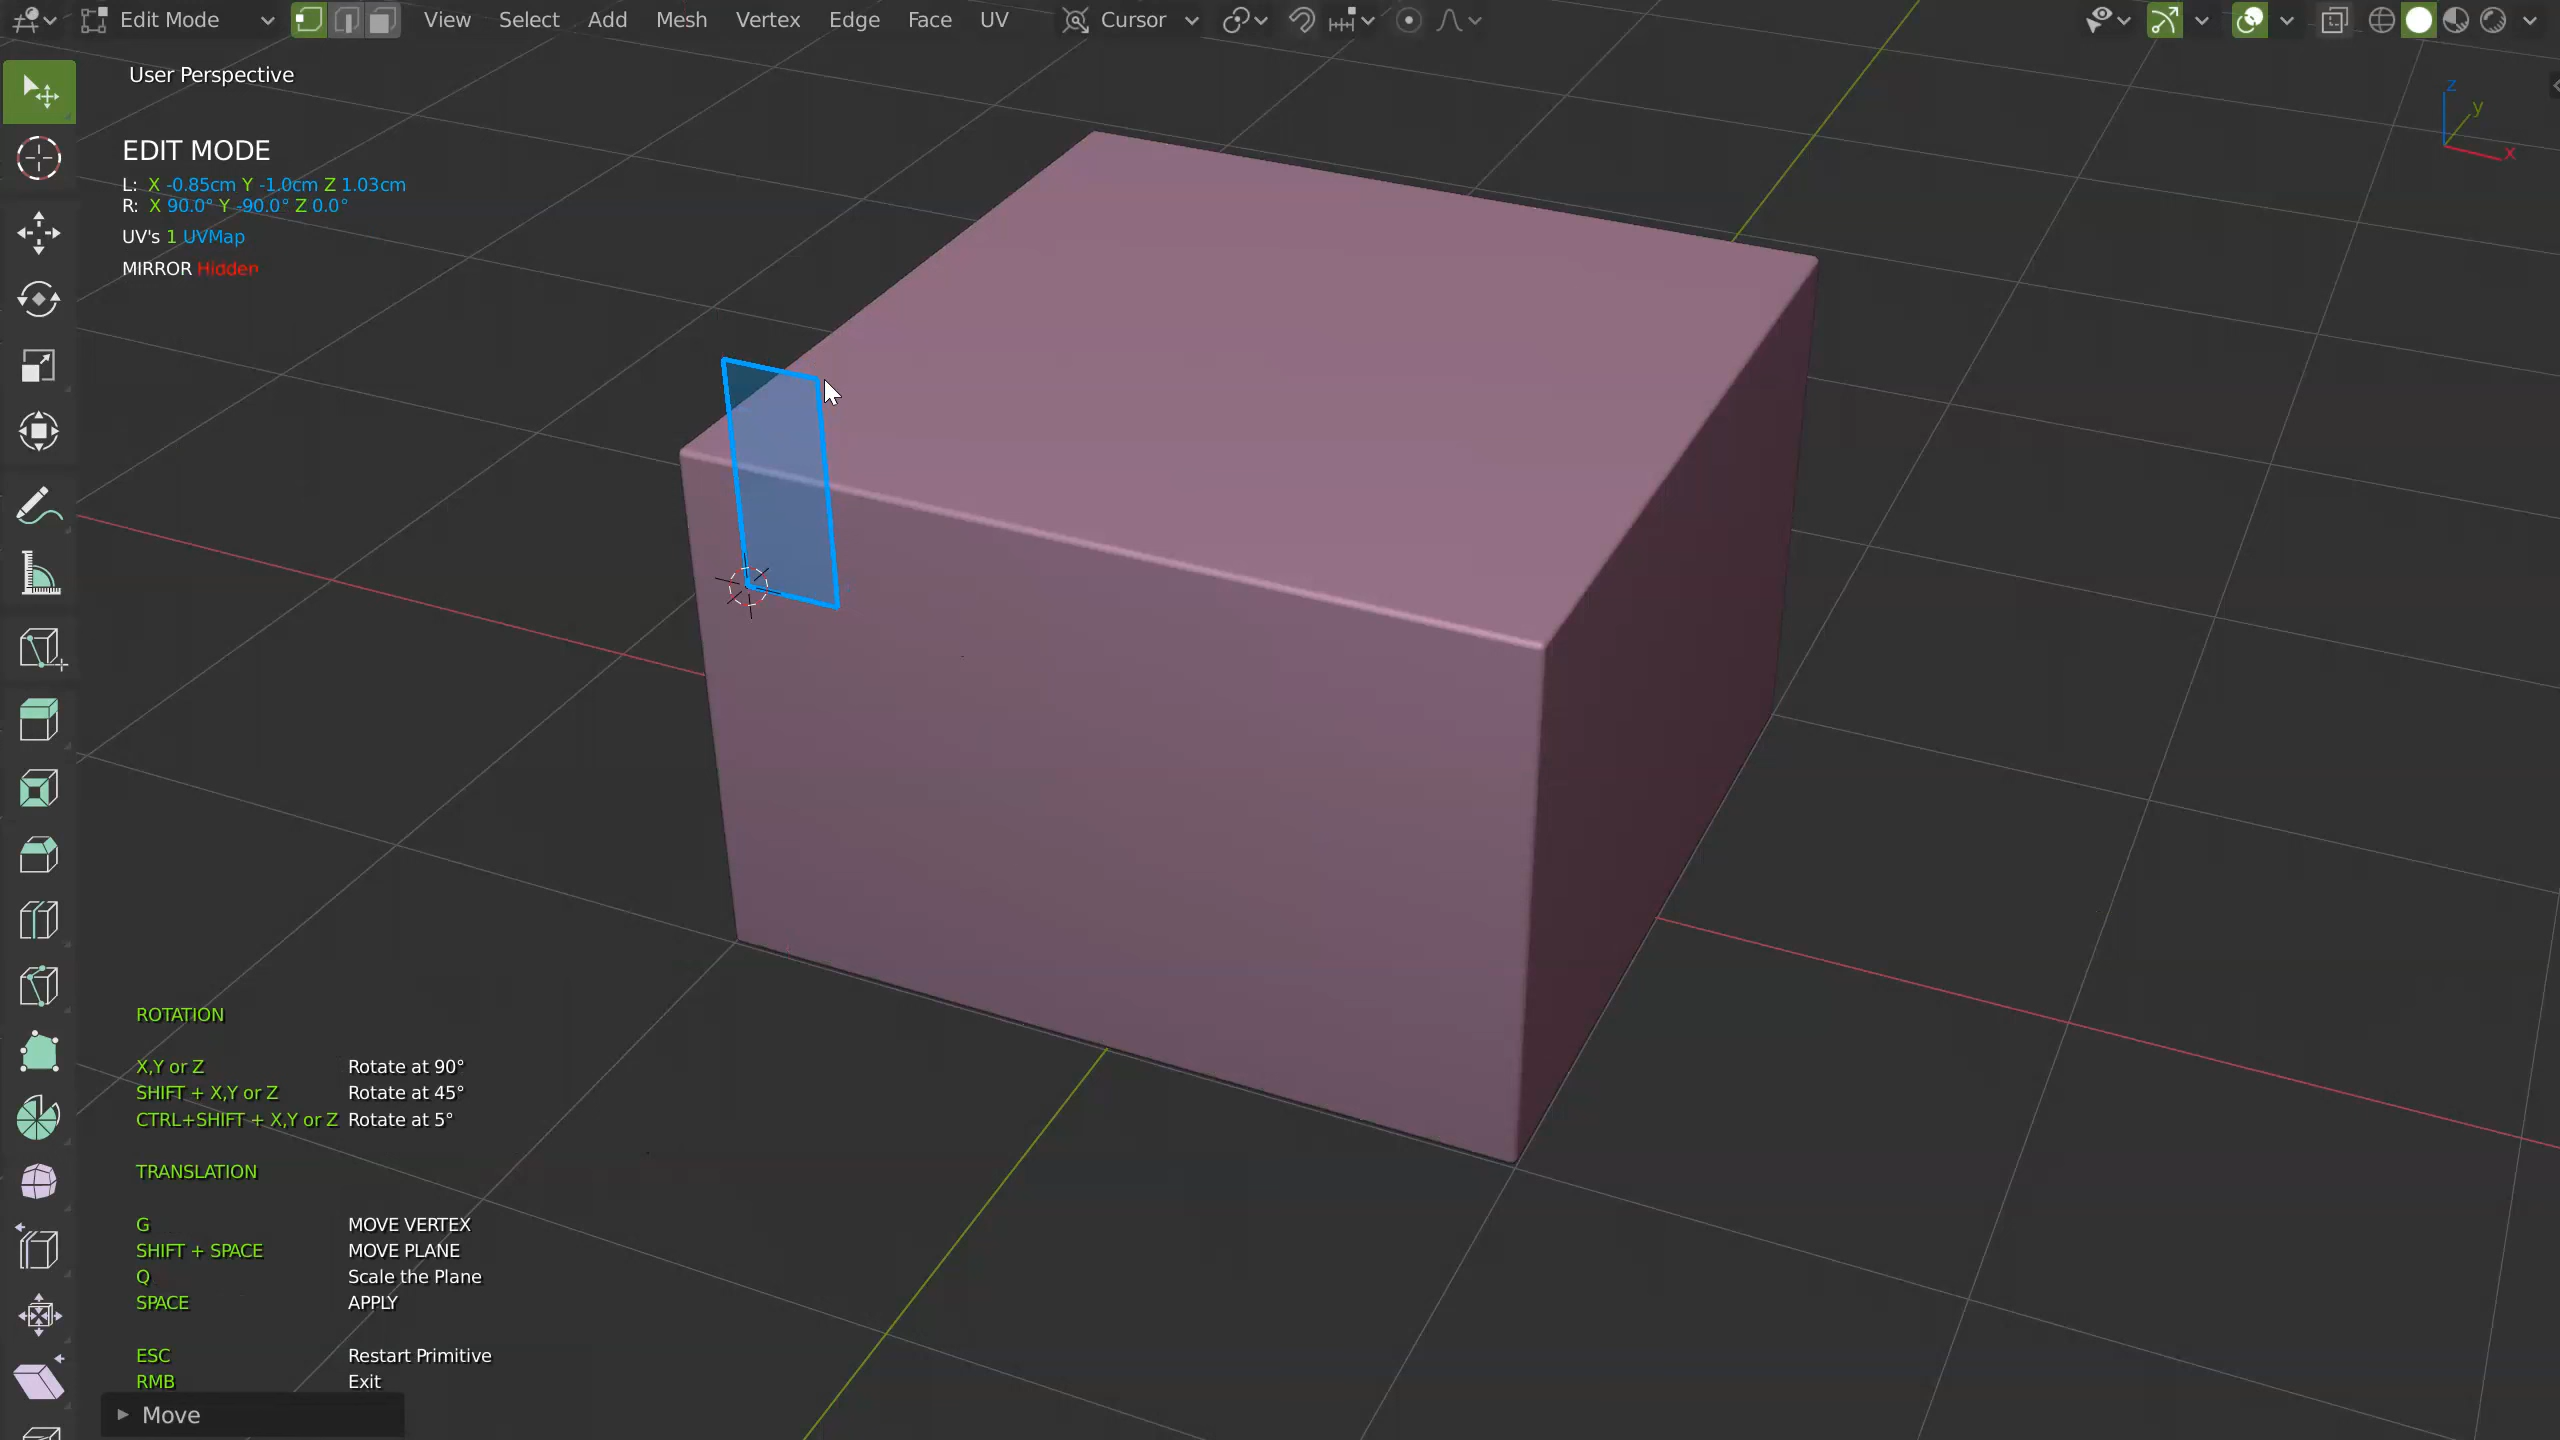 Edit Mode View Select Add Mesh Vertex Edge Face UV Cursor
User Perspective
z
y
x
EDIT MODE
L: X -0.85cm Y -1.0cm Z 1.03cm
R: X 90.0° Y -90.0° Z 0.0°
UV's 1 UVMap
MIRROR Hidden
ROTATION
X,Y or Z Rotate at 90°
SHIFT + X,Y or Z Rotate at 45°
CTRL+SHIFT + X,Y or Z Rotate at 5°
TRANSLATION
G MOVE VERTEX
SHIFT + SPACE MOVE PLANE
Q Scale the Plane
SPACE APPLY
ESC Restart Primitive
RMB Exit
Move